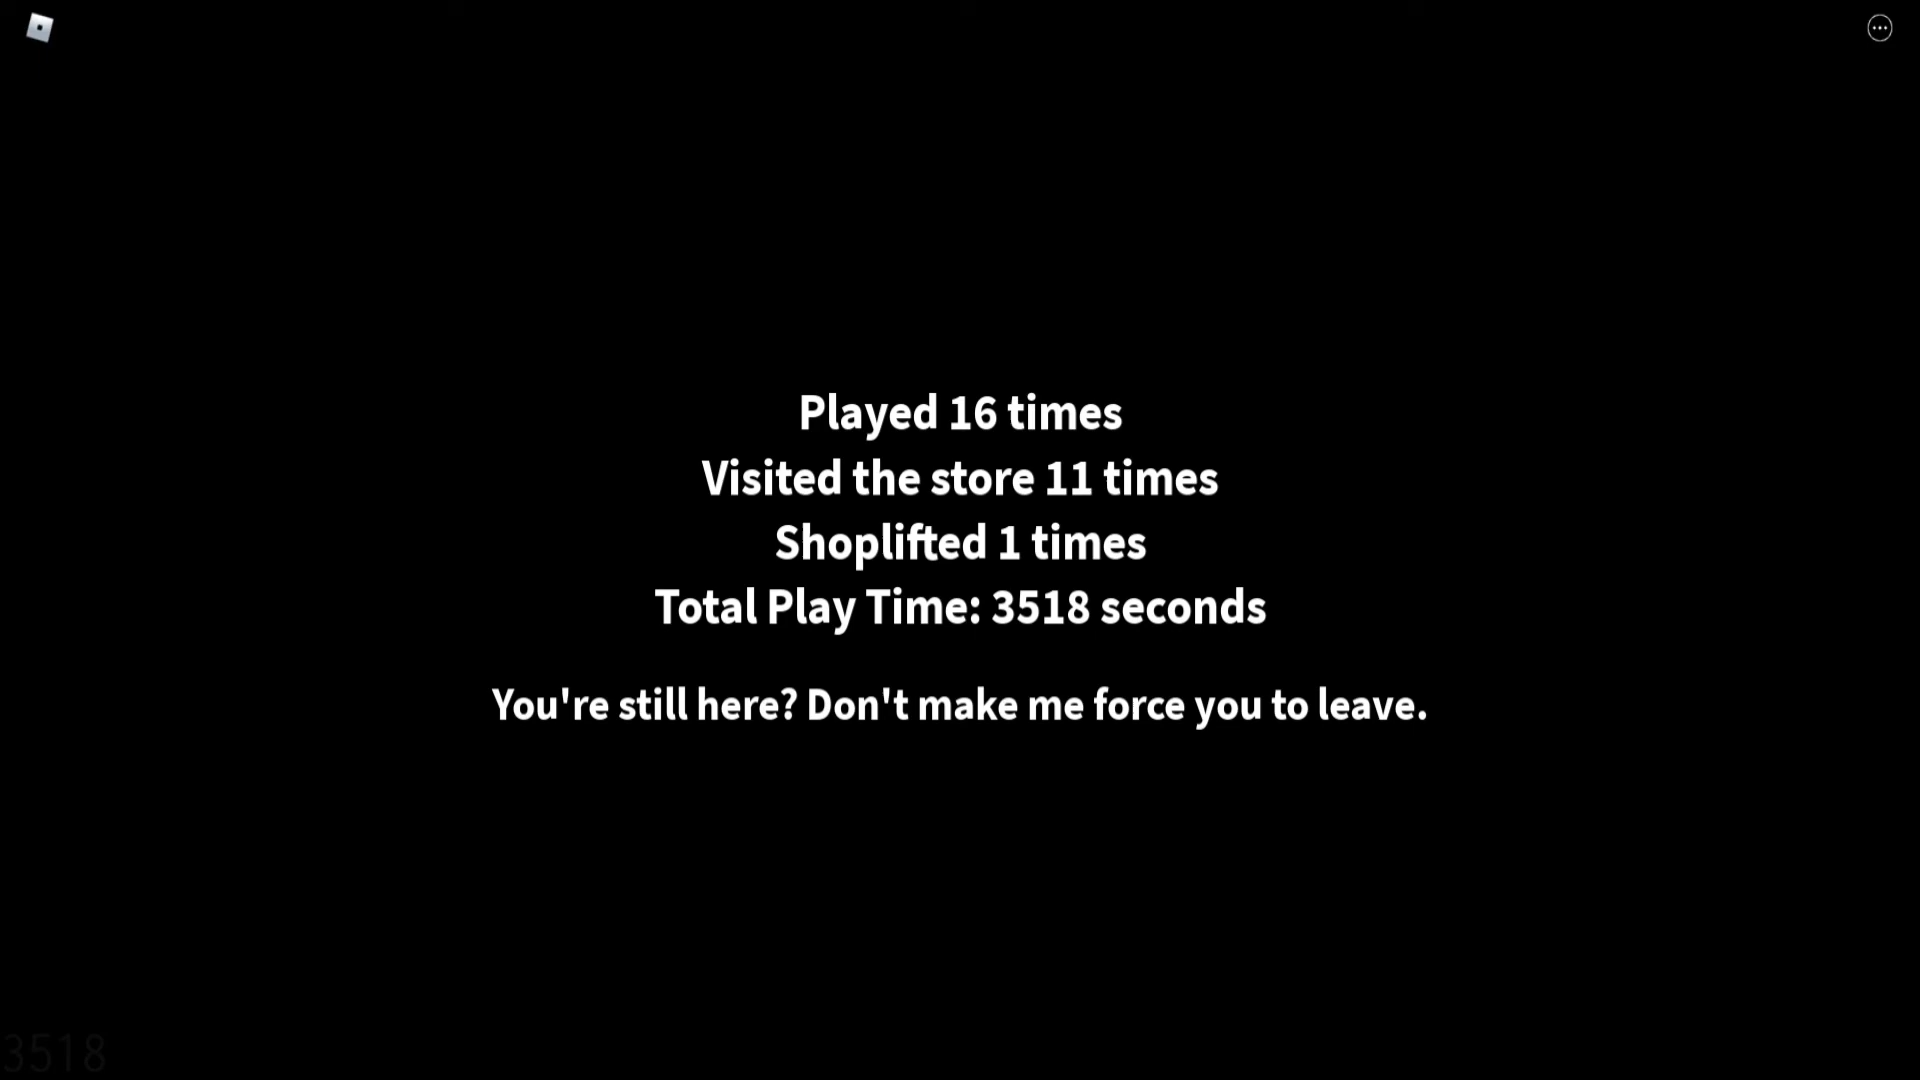 Played 16 times
Visited the store 11 times
Shoplifted 1 times
Total Play Time: 3518 seconds
You're still here? Don't make me force you to leave.
3518